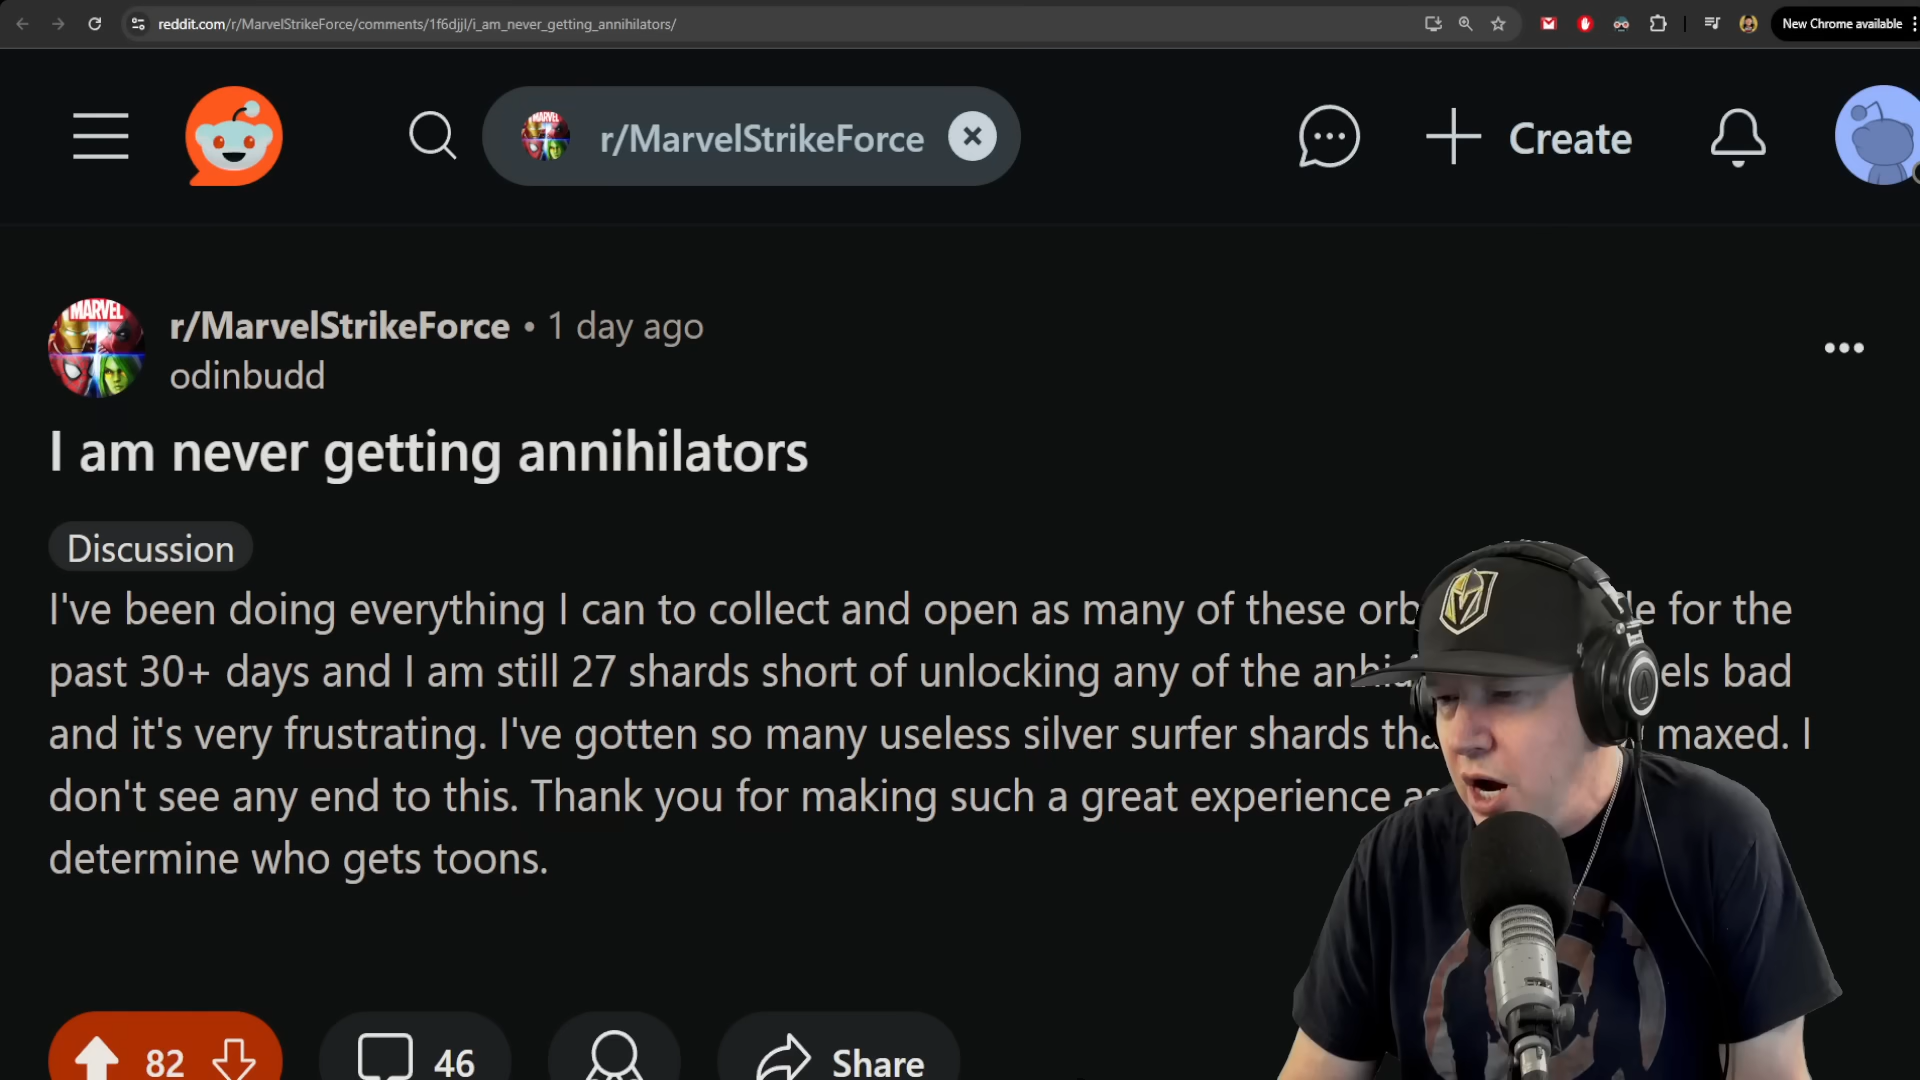 reddit.com/r/MarvelStrikeForce/comments/1f6djjl/i_am_never_getting_annihilators/
New Chrome available
MARVEL
r/MarvelStrikeForce
Create
MARVEL
r/MarvelStrikeForce • 1 day ago
odinbudd
I am never getting annihilators
Discussion
I've been doing everything I can to collect and open as many of these orb for the
past 30+ days and I am still 27 shards short of unlocking any of the bad
and it's very frustrating. I've gotten so many useless silver surfer shards maxed. I
don't see any end to this. Thank you for making such a great experience
determine who gets toons.
82
46
Share